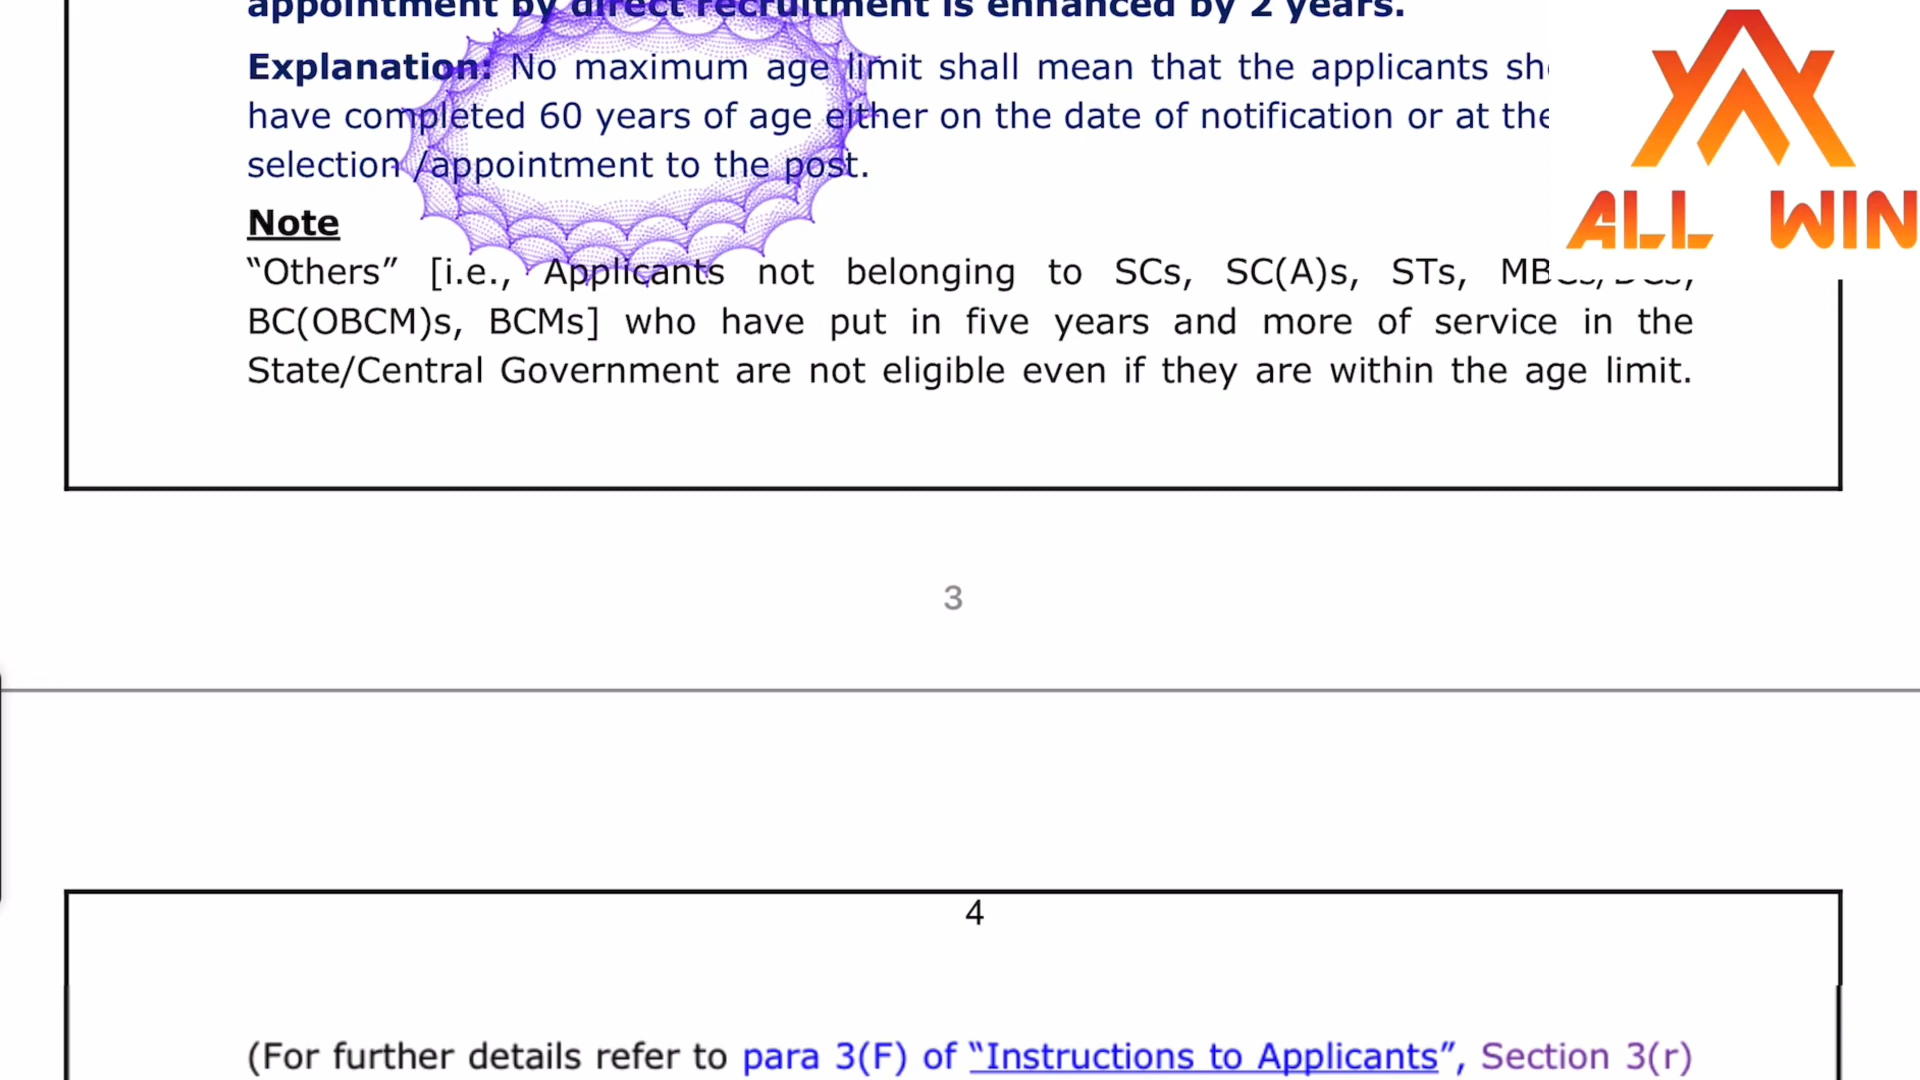 appointment by direct recruitment is enhanced by 2 years.
Explanation: No maximum age limit shall mean that the applicants
have completed 60 years of age either on the date of notification or at the
selection /appointment to the post.
Note
“Others” [i.e., Applicants not belonging to SCs, SC(A)s, STs, MBCs/BCs,
BC(OBCM)s, BCMs] who have put in five years and more of service in the
State/Central Government are not eligible even if they are within the age limit.
3
4
(For further details refer to para 3(F) of “Instructions to Applicants”, Section 3(r)
ALL WIN